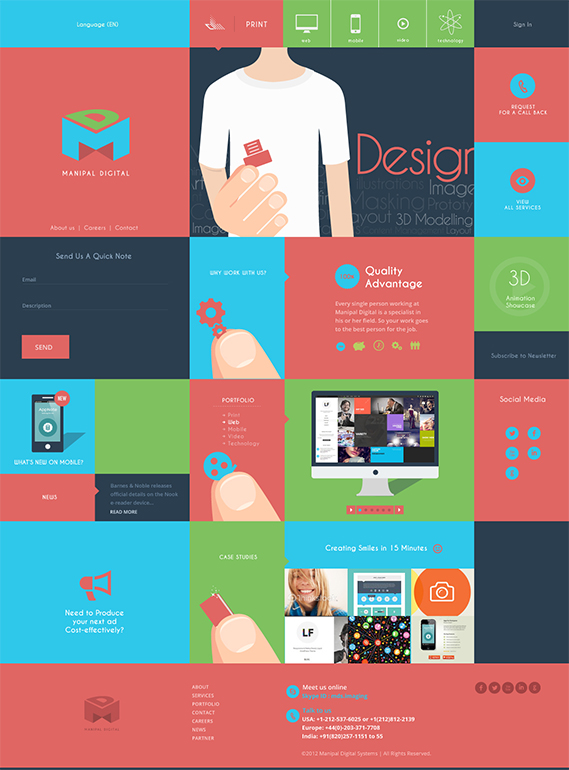 Language (EN)
PRINT
web
mobile
video
technology
Sign In
MANIPAL DIGITAL
About us | Careers | Contact
Design
Illustrations
Image
Masking
Prototy
Layout
3D Modelling
Layout
Image
REQUEST
FOR A CALL BACK
VIEW
ALL SERVICES
Send Us A Quick Note
Email
Description
SEND
WHY WORK WITH US?
Quality
Advantage
Every single person working at
Manipal Digital is a specialist in
his or her field. So your work goes
to the best person for the job.
3D
Animation
Showcase
Subscribe to Newsletter
NEW
WHAT'S NEW ON MOBILE?
NEWS
Barnes & Noble releases
official details on the Nook
e reader device...
READ MORE
PORTFOLIO
Print
Web
Mobile
Video
Technology
LF
Social Media
Need to Produce
your next ad
Cost-effectively?
CASE STUDIES
Creating Smiles in 15 Minutes
LF
MANIPAL DIGITAL
ABOUT
SERVICES
PORTFOLIO
CONTACT
CAREERS
NEWS
PARTNER
Meet us online
Talk to us
USA: +1-212-537-6025 or +1(212)812-2139
Europe: +44(0)-203-371-7708
India: +91(820)257-1151 to 55
©2012 Manipal Digital Systems | All Rights Reserved.